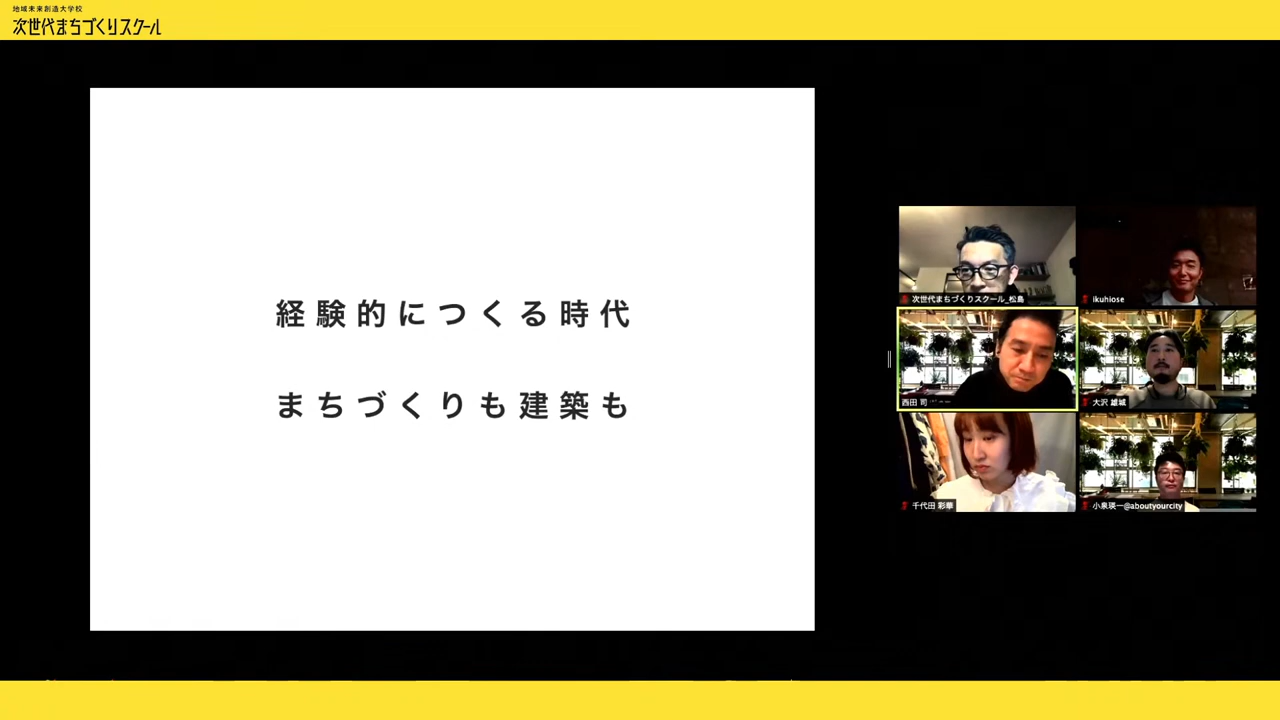 地域未来創造大学校
次世代まちづくりスクール
経験的につくる時代
まちづくりも建築も
次世代まちづくりスクール_松島
ikuhiose
西田 司
大沢 雄城
千代田 彩華
小泉瑛一@aboutyourcity